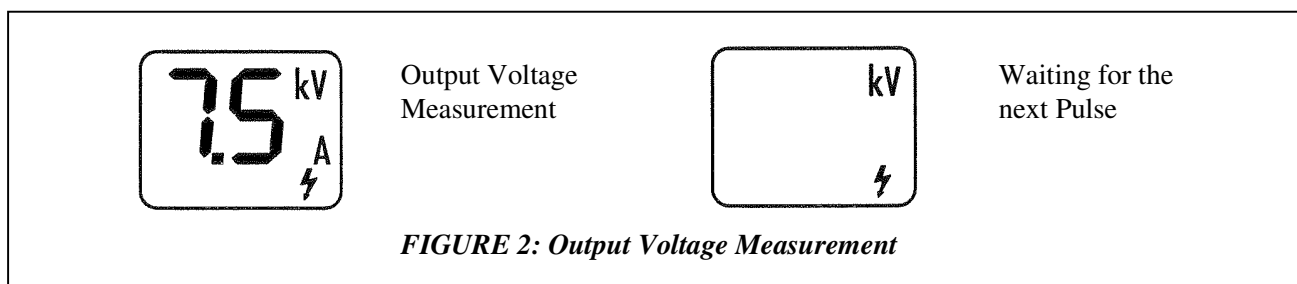 7.5 kV
A
Output Voltage
Measurement
kV
Waiting for the
next Pulse
FIGURE 2: Output Voltage Measurement